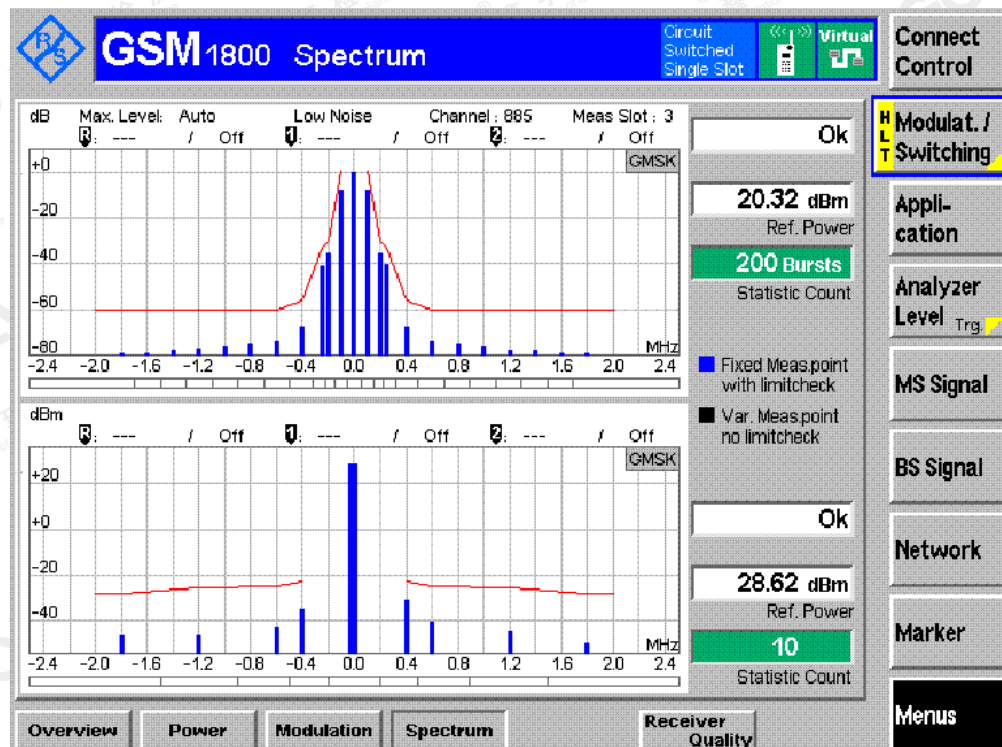 R&S
GSM 1800 Spectrum
Circuit Switched Single Slot
Virtual
Connect Control
dB Max. Level: Auto Low Noise Channel : 885 Meas Slot : 3
R: --- / Off 1: --- / Off 2: --- / Off
GMSK
+0
-20
-40
-60
-80
MHz
-2.4 -2.0 -1.6 -1.2 -0.8 -0.4 0.0 0.4 0.8 1.2 1.6 2.0 2.4
Ok
20.32 dBm
Ref. Power
200 Bursts
Statistic Count
Fixed Meas.point
with limitcheck
Var. Meas.point
no limitcheck
dBm
R: --- / Off 1: --- / Off 2: --- / Off
GMSK
+20
+0
-20
-40
MHz
-2.4 -2.0 -1.6 -1.2 -0.8 -0.4 0.0 0.4 0.8 1.2 1.6 2.0 2.4
Ok
28.62 dBm
Ref. Power
10
Statistic Count
HLT
Modulat. /
Switching
Appli-
cation
Analyzer
Level Trg.
MS Signal
BS Signal
Network
Marker
Menus
Overview Power Modulation Spectrum Receiver Quality